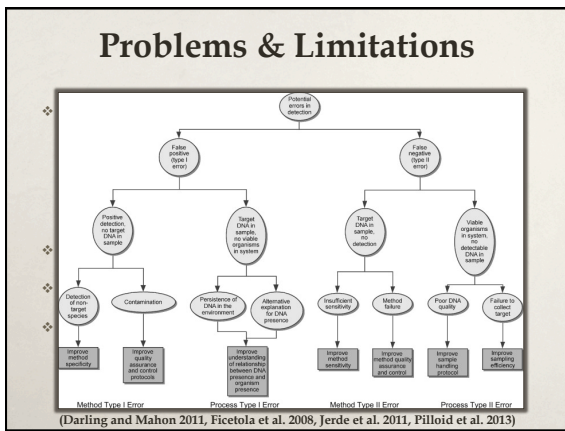 Problems & Limitations
Potential
errors in
detection
False
positive
(type I
error)
False
negative
(type II
error)
Positive
detection,
no target
DNA in
sample
Target
DNA in
sample,
no viable
organisms
in system
Target
DNA in
sample,
no
detection
Viable
organisms
in system,
no
detectable
DNA in
sample
Detection
of non-
target
species
Contamination
Persistence of
DNA in the
environment
Alternative
explanation
for DNA
presence
Insufficient
sensitivity
Method
failure
Poor DNA
quality
Failure to
collect
target
Improve
method
specificity
Improve
quality
assurance
and control
protocols
Improve
understanding
of relationship
between DNA
presence and
organism
presence
Improve
method
sensitivity
Improve
method quality
assurance
and control
Improve
sample
handling
protocol
Improve
sampling
efficiency
Method Type I Error
Process Type I Error
Method Type II Error
Process Type II Error
(Darling and Mahon 2011, Ficetola et al. 2008, Jerde et al. 2011, Pilloid et al. 2013)